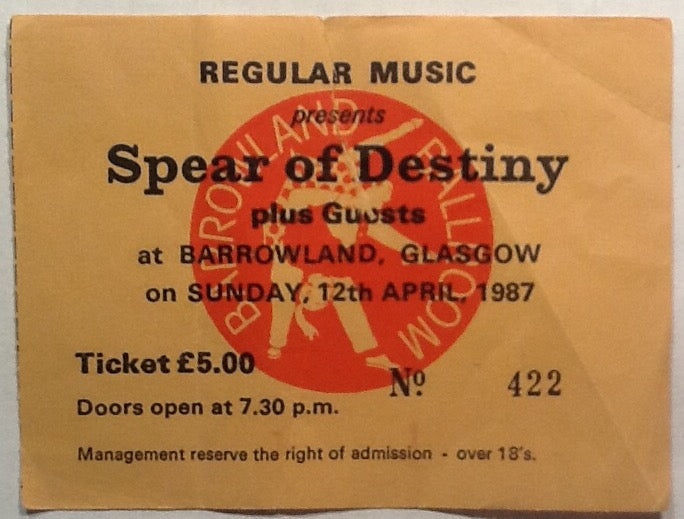 REGULAR MUSIC
presents
Spear of Destiny
plus Guests
at BARROWLAND, GLASGOW
on SUNDAY, 12th APRIL, 1987
BARROWLAND BALLROOM
Ticket £5.00
Nº 422
Doors open at 7.30 p.m.
Management reserve the right of admission - over 18's.